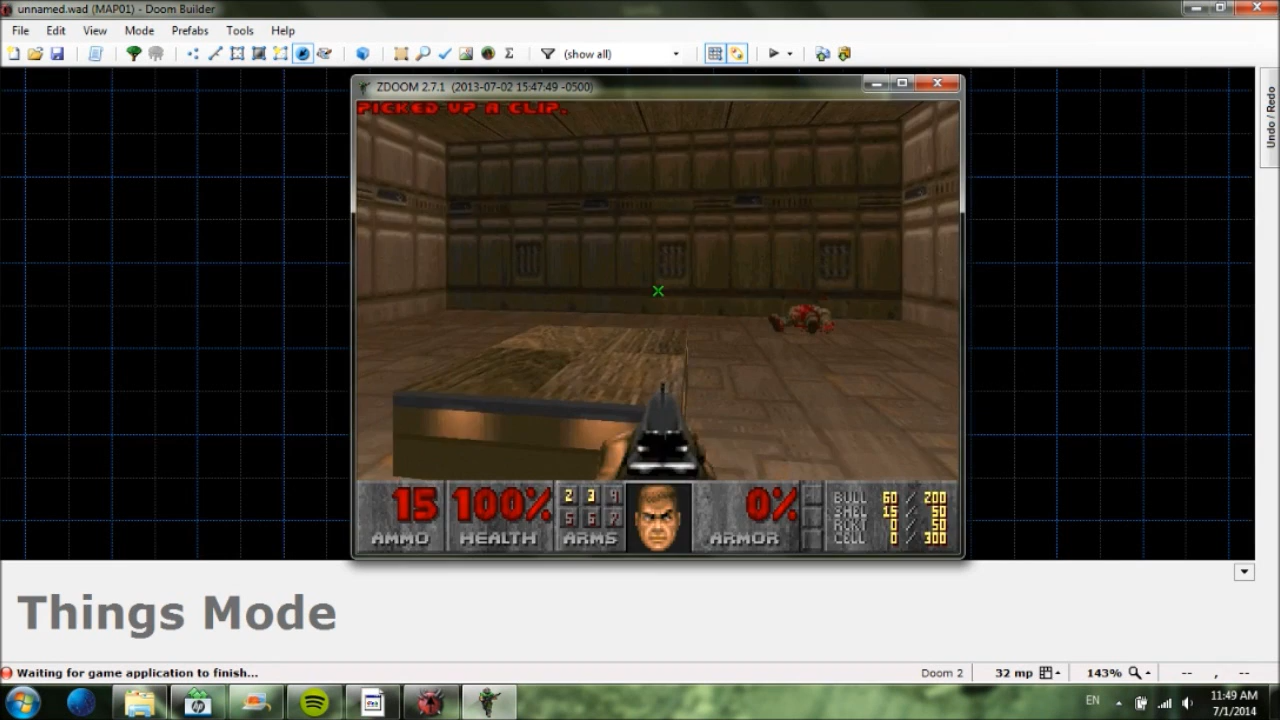 unnamed.wad (MAP01) - Doom Builder
File Edit View Mode Prefabs Tools Help
(show all)
Undo / Redo
ZDOOM 2.7.1 (2013-07-02 15:47:49 -0500)
PICKED UP A CLIP.
15 100% 2 3 4 0% BULL 60 / 200
SHEL 15 / 50
5 6 7 RCKT 0 / 50
AMMO HEALTH ARMS ARMOR CELL 0 / 300
Things Mode
Waiting for game application to finish... Doom 2 32 mp 143% -- , --
EN 11:49 AM
7/1/2014